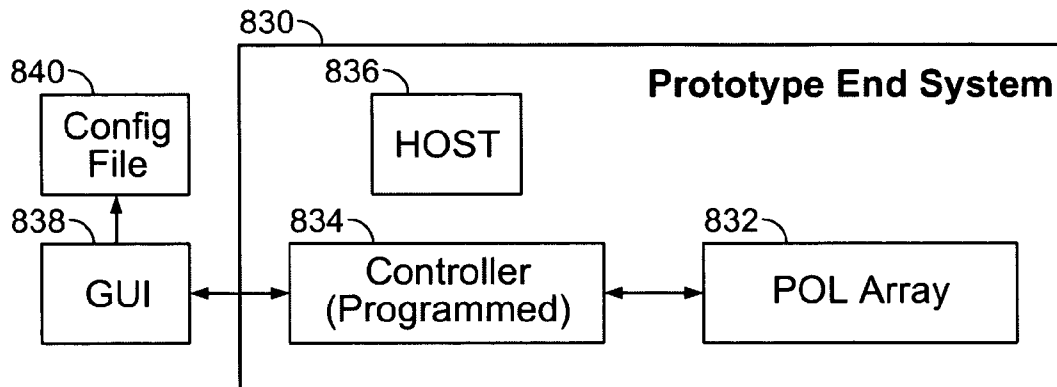 830
840
836
Prototype End System
Config
File
HOST
838
834
832
GUI
Controller
(Programmed)
POL Array